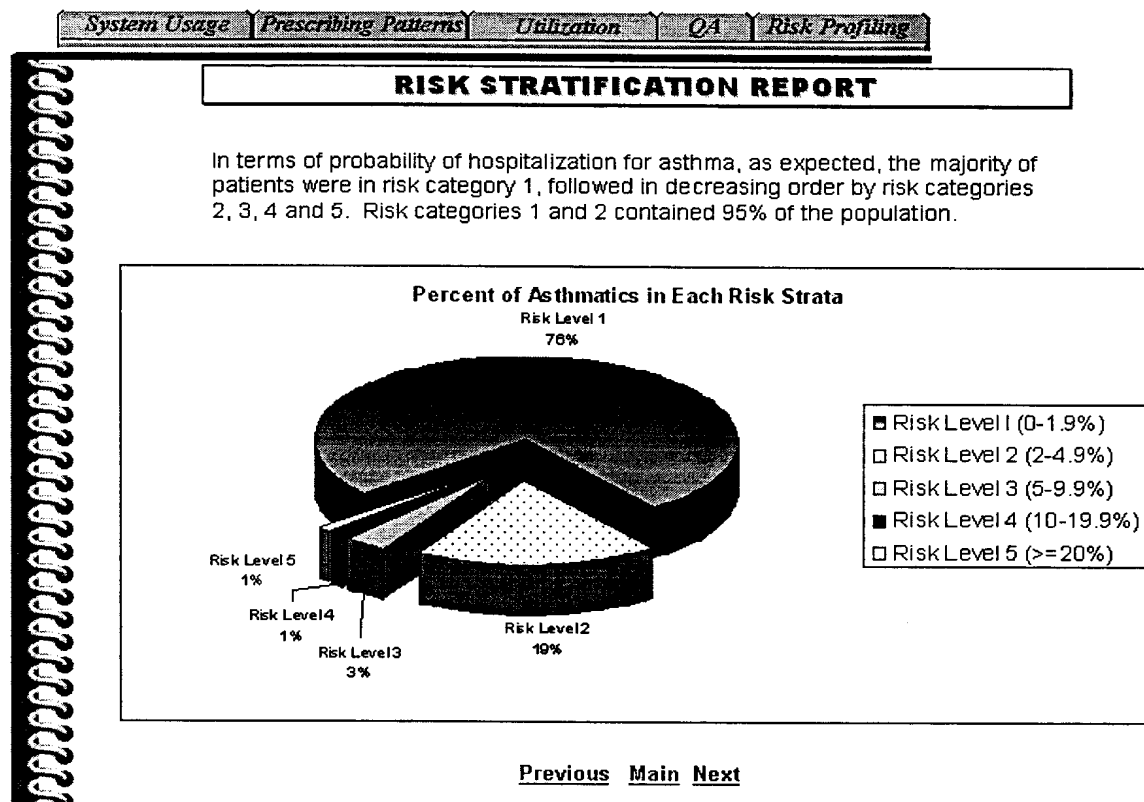 System Usage Prescribing Patterns Utilization QA Risk Profiling
RISK STRATIFICATION REPORT
In terms of probability of hospitalization for asthma, as expected, the majority of
patients were in risk category 1, followed in decreasing order by risk categories
2, 3, 4 and 5. Risk categories 1 and 2 contained 95% of the population.
Percent of Asthmatics in Each Risk Strata
Risk Level 1
76%
Risk Level 1 (0-1.9%)
Risk Level 2 (2-4.9%)
Risk Level 3 (5-9.9%)
Risk Level 4 (10-19.9%)
Risk Level 5 (>=20%)
Risk Level 5
1%
Risk Level 4
1%
Risk Level 3
3%
Risk Level 2
19%
Previous Main Next